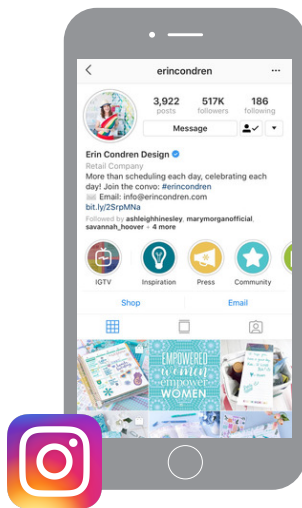 erincondren
3,922 517K 186
posts followers following
Message
Erin Condren Design
Retail Company
More than scheduling each day, celebrating each
day! Join the convo: #erincondren
Email: info@erincondren.com
bit.ly/2SrpMNa
Followed by ashleighhinesley, marymorganofficial,
savannah_hoover + 4 more
IGTV Inspiration Press Community
Shop Email
EMPOWERED
women
empower
WOMEN